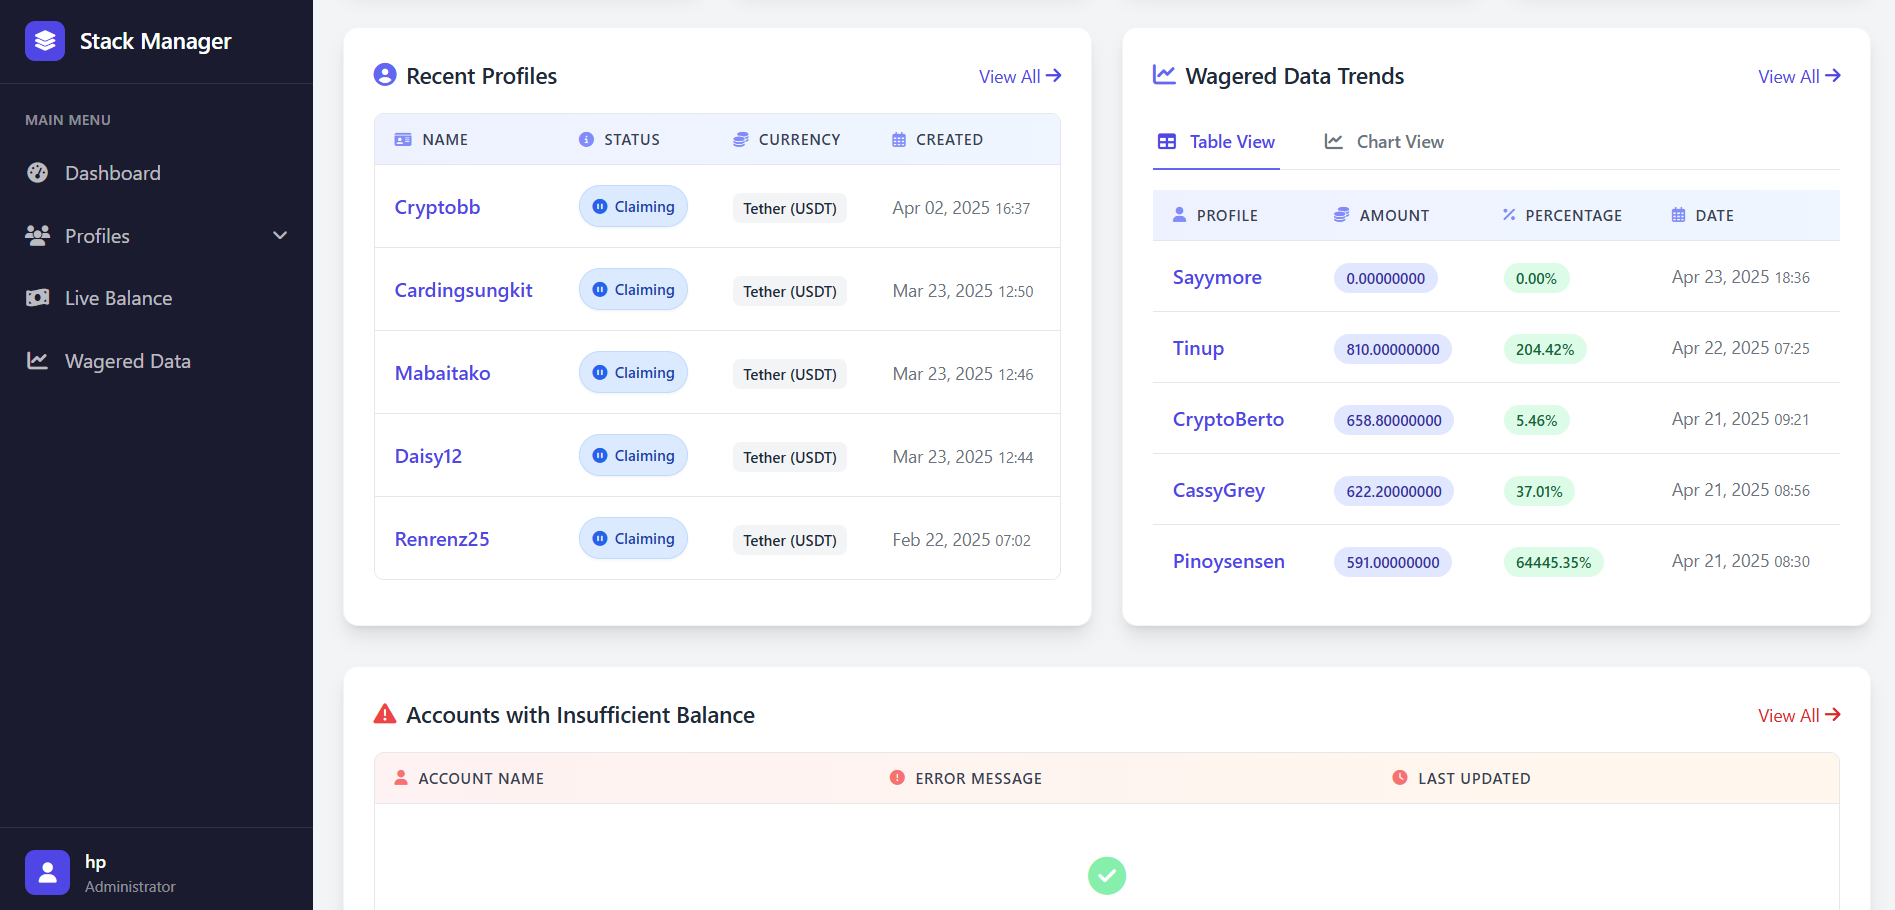 Stack Manager
MAIN MENU
Dashboard
Profiles
Live Balance
Wagered Data
hp
Administrator
Recent Profiles
View All
NAME STATUS CURRENCY CREATED
Cryptobb Claiming Tether (USDT) Apr 02, 2025 16:37
Cardingsungkit Claiming Tether (USDT) Mar 23, 2025 12:50
Mabaitako Claiming Tether (USDT) Mar 23, 2025 12:46
Daisy12 Claiming Tether (USDT) Mar 23, 2025 12:44
Renrenz25 Claiming Tether (USDT) Feb 22, 2025 07:02
Wagered Data Trends
View All
Table View Chart View
PROFILE AMOUNT PERCENTAGE DATE
Sayymore 0.00000000 0.00% Apr 23, 2025 18:36
Tinup 810.00000000 204.42% Apr 22, 2025 07:25
CryptoBerto 658.80000000 5.46% Apr 21, 2025 09:21
CassyGrey 622.20000000 37.01% Apr 21, 2025 08:56
Pinoysensen 591.00000000 64445.35% Apr 21, 2025 08:30
Accounts with Insufficient Balance
View All
ACCOUNT NAME ERROR MESSAGE LAST UPDATED